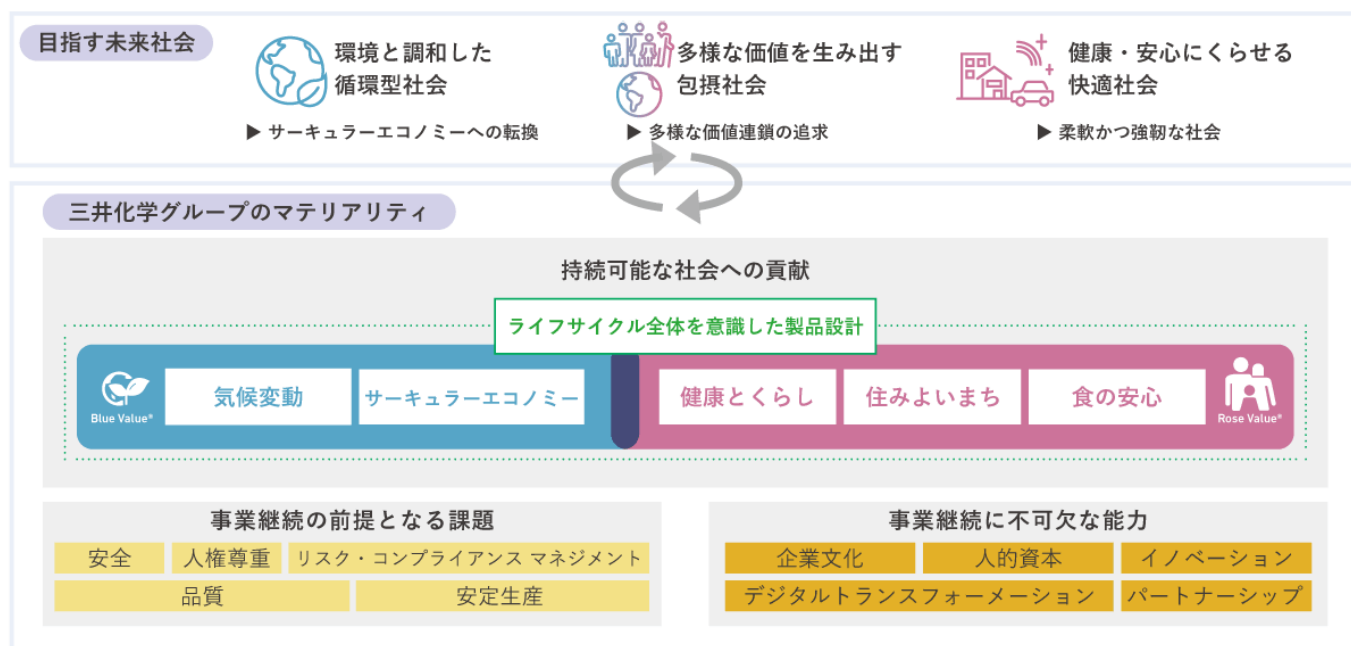 目指す未来社会
環境と調和した
循環型社会
▶ サーキュラーエコノミーへの転換
多様な価値を生み出す
包摂社会
▶ 多様な価値連鎖の追求
健康・安心にくらせる
快適社会
▶ 柔軟かつ強靭な社会
三井化学グループのマテリアリティ
持続可能な社会への貢献
ライフサイクル全体を意識した製品設計
Blue Value®
気候変動
サーキュラーエコノミー
健康とくらし
住みよいまち
食の安心
Rose Value®
事業継続の前提となる課題
安全
人権尊重
リスク・コンプライアンス マネジメント
品質
安定生産
事業継続に不可欠な能力
企業文化
人的資本
イノベーション
デジタルトランスフォーメーション
パートナーシップ